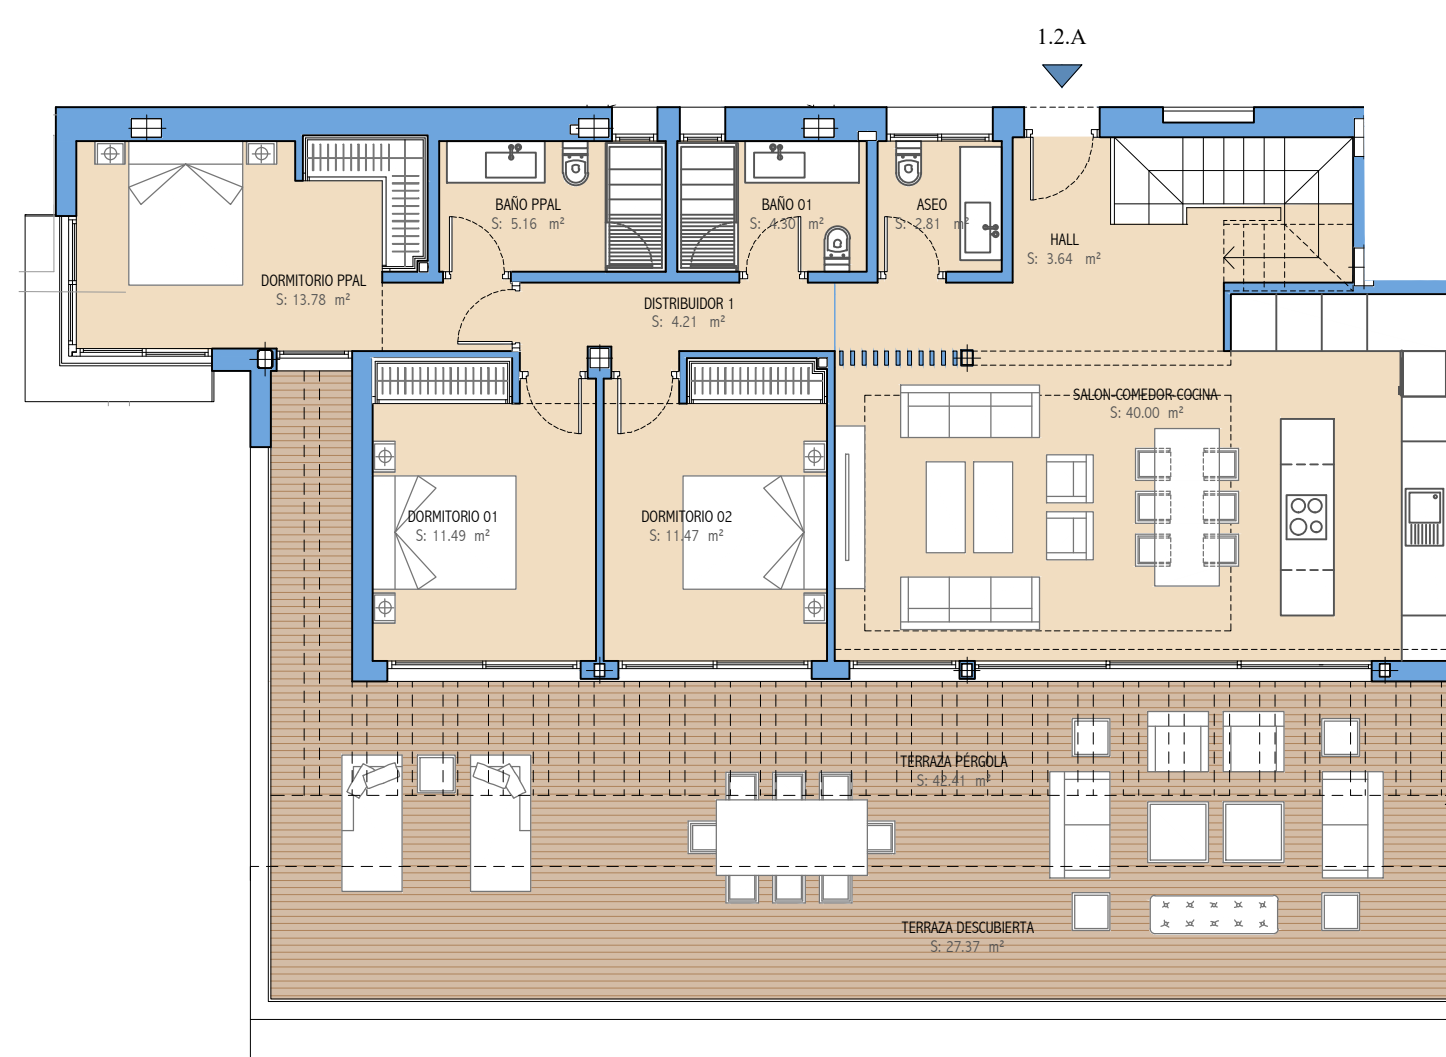 1.2.A
BAÑO PPAL
S: 5.16 m²
BAÑO 01
S: 4.30 m²
ASEO
S: 2.81 m²
HALL
S: 3.64 m²
DORMITORIO PPAL
S: 13.78 m²
DISTRIBUIDOR 1
S: 4.21 m²
SALON-COMEDOR-COCINA
S: 40.00 m²
DORMITORIO 01
S: 11.49 m²
DORMITORIO 02
S: 11.47 m²
TERRAZA PÉRGOLA
S: 42.41 m²
TERRAZA DESCUBIERTA
S: 27.37 m²